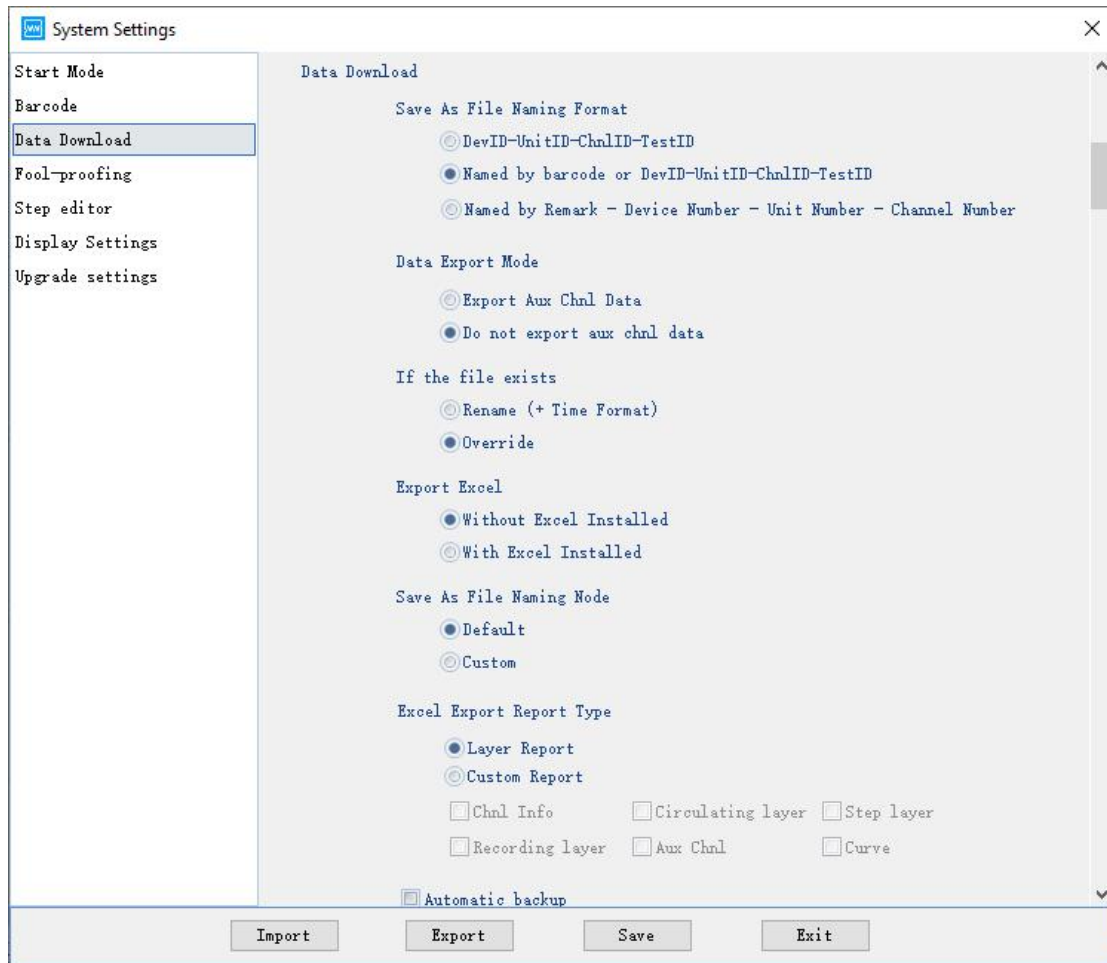 System Settings
Start Mode
Barcode
Data Download
Fool-proofing
Step editor
Display Settings
Upgrade settings
Data Download
Save As File Naming Format
DevID-UnitID-ChnlID-TestID
Named by barcode or DevID-UnitID-ChnlID-TestID
Named by Remark - Device Number - Unit Number - Channel Number
Data Export Mode
Export Aux Chnl Data
Do not export aux chnl data
If the file exists
Rename (+ Time Format)
Override
Export Excel
Without Excel Installed
With Excel Installed
Save As File Naming Node
Default
Custom
Excel Export Report Type
Layer Report
Custom Report
Chnl Info Circulating layer Step layer
Recording layer Aux Chnl Curve
Automatic backup
Import Export Save Exit